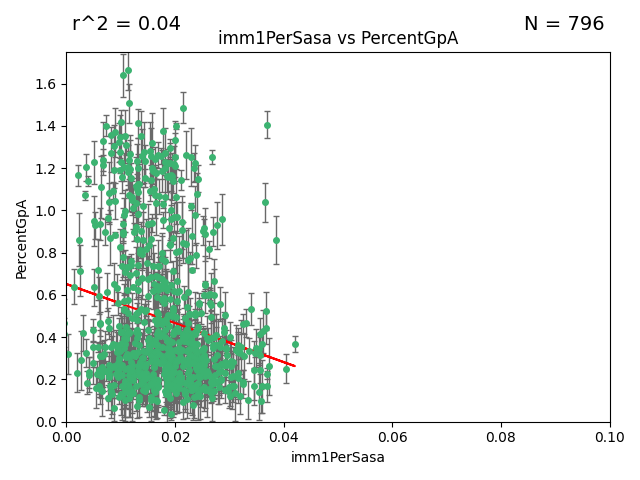 r^2 = 0.04
N = 796
imm1PerSasa vs PercentGpA
PercentGpA
1.6
1.4
1.2
1.0
0.8
0.6
0.4
0.2
0.0
0.00 0.02 0.04 0.06 0.08 0.10
imm1PerSasa